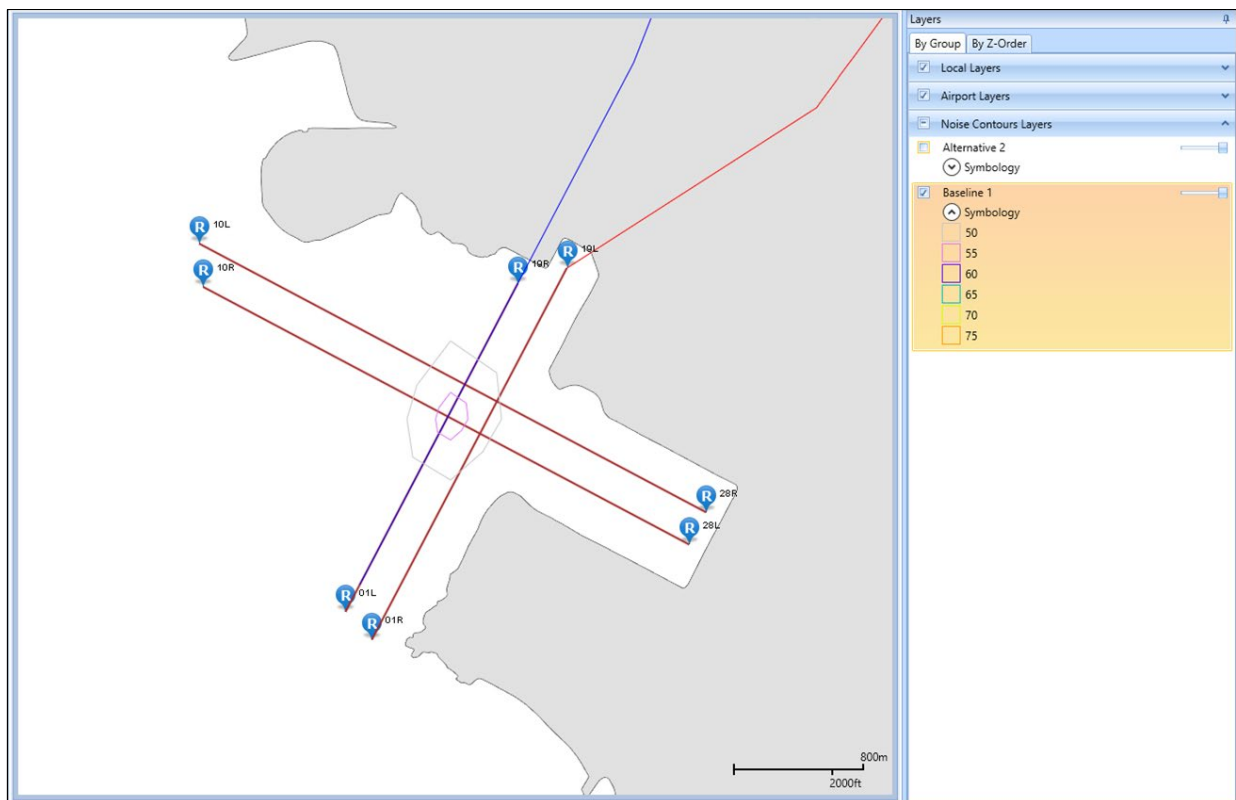 Layers
By Group By Z-Order
Local Layers
Airport Layers
Noise Contours Layers
Alternative 2
Symbology
Baseline 1
Symbology
50
55
60
65
70
75
R 10L
R 10R
R 19R
R 19L
R 28R
R 28L
R 01L
R 01R
800m
2000ft